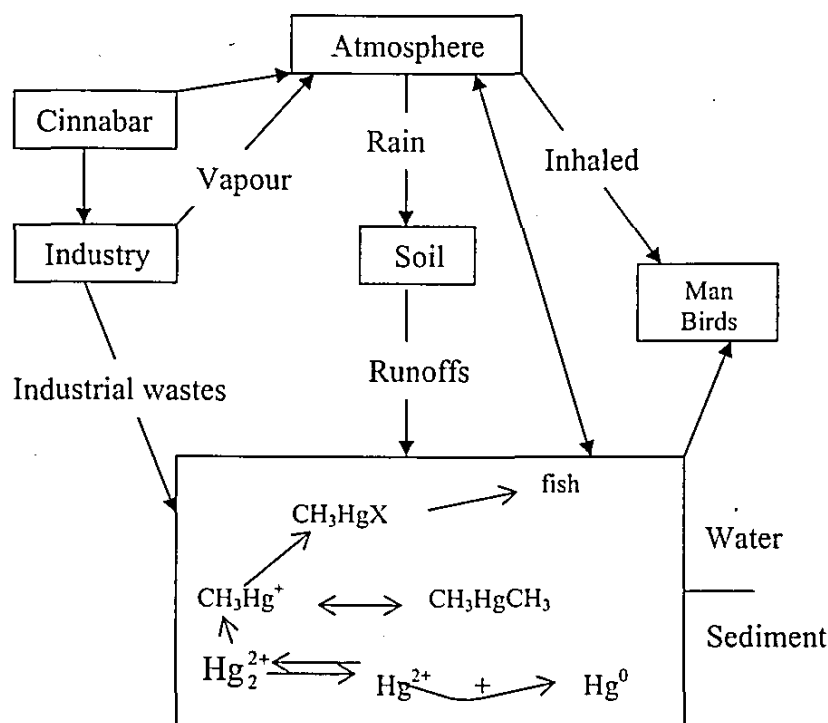 Atmosphere
Cinnabar
Rain
Inhaled
Vapour
Industry
Soil
Man
Birds
Industrial wastes
Runoffs
fish
CH₃HgX
Water
CH₃Hg⁺
CH₃HgCH₃
Sediment
Hg₂²⁺
Hg²⁺ + Hg⁰